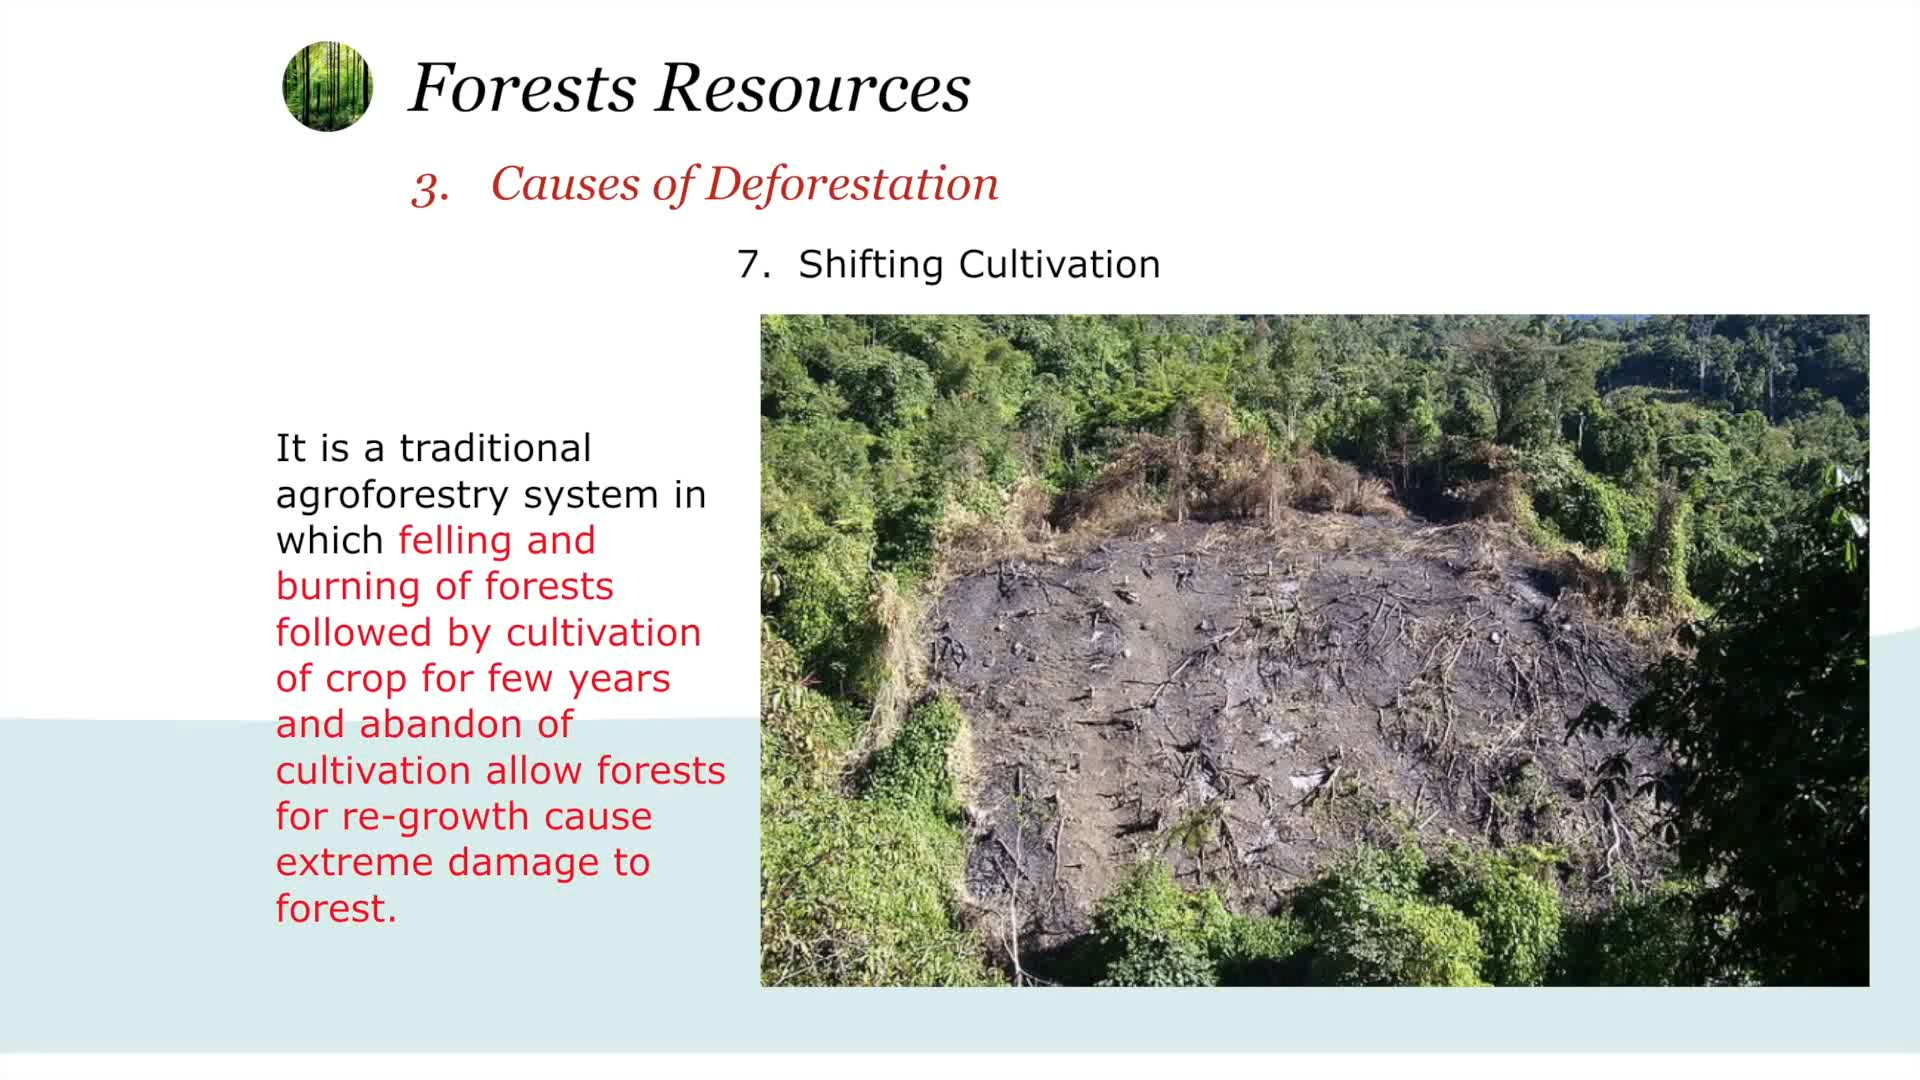 Forests Resources
3. Causes of Deforestation
7. Shifting Cultivation
It is a traditional
agroforestry system in
which felling and
burning of forests
followed by cultivation
of crop for few years
and abandon of
cultivation allow forests
for re-growth cause
extreme damage to
forest.